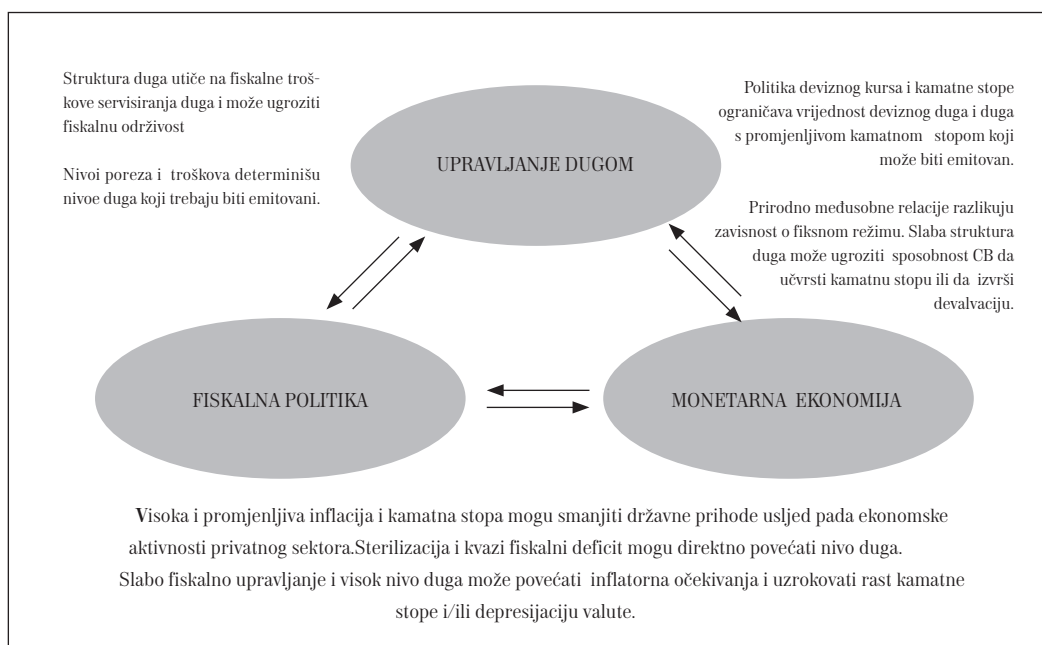 Struktura duga utiče na fiskalne troš-
kove servisiranja duga i može ugroziti
fiskalnu održivost
Nivoi poreza i troškova determinišu
nivoe duga koji trebaju biti emitovani.
UPRAVLJANJE DUGOM
Politika deviznog kursa i kamatne stope
ograničava vrijednost deviznog duga i duga
s promjenljivom kamatnom stopom koji
može biti emitovan.
Prirodno međusobne relacije razlikuju
zavisnost o fiksnom režimu. Slaba struktura
duga može ugroziti sposobnost CB da
učvrsti kamatnu stopu ili da izvrši
devalvaciju.
FISKALNA POLITIKA
MONETARNA EKONOMIJA
Visoka i promjenljiva inflacija i kamatna stopa mogu smanjiti državne prihode usljed pada ekonomske
aktivnosti privatnog sektora.Sterilizacija i kvazi fiskalni deficit mogu direktno povećati nivo duga.
Slabo fiskalno upravljanje i visok nivo duga može povećati inflatorna očekivanja i uzrokovati rast kamatne
stope i/ili depresijaciju valute.